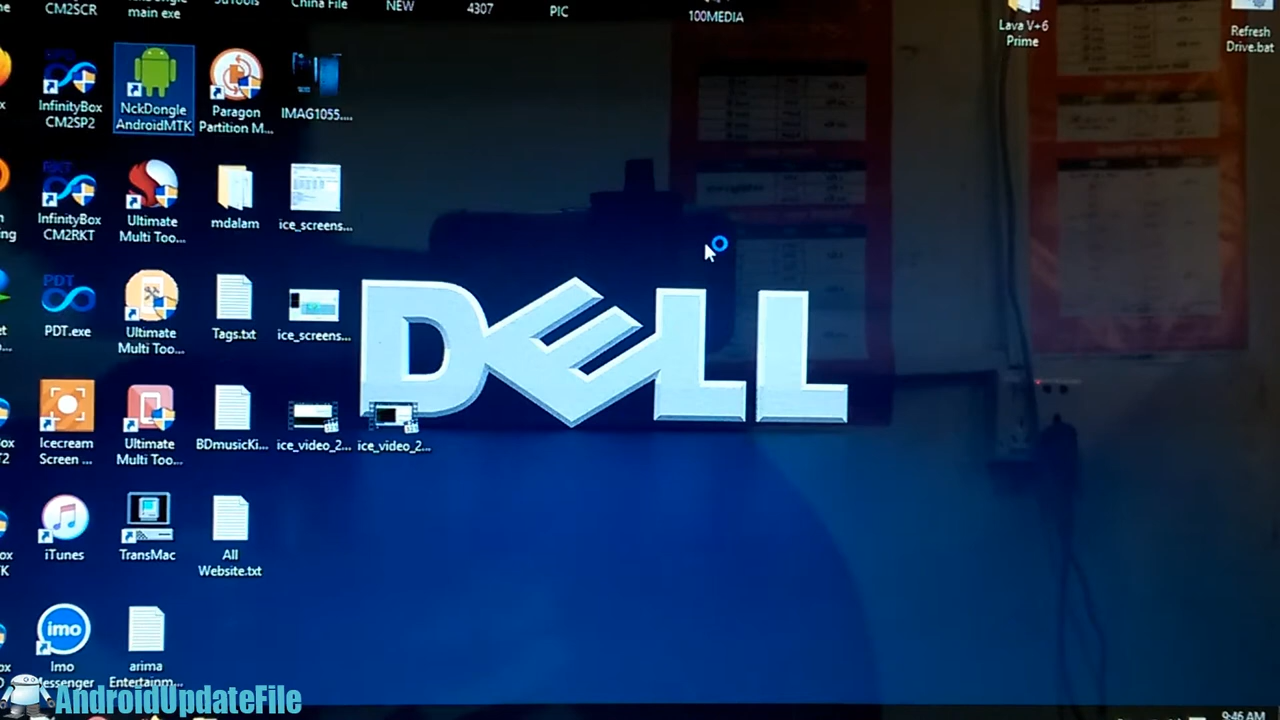 CM2SCR
main exe
China File
NEW
4307
PIC
100MEDIA
Lava V+6
Prime
Refresh
Drive.bat
InfinityBox
CM2SP2
NckDongle
AndroidMTK
Paragon
Partition M...
IMAG1055....
InfinityBox
CM2RKT
Ultimate
Multi Too...
mdalam
ice_screens...
PDT
PDT.exe
Ultimate
Multi Too...
Tags.txt
ice_screens...
DELL
Icecream
Screen ...
Ultimate
Multi Too...
BDmusicKi...
ice_video_2...
ice_video_2...
iTunes
TransMac
All
Website.txt
imo
Imo
Messenger
arima
Entertainm...
AndroidUpdateFile
9:46 AM